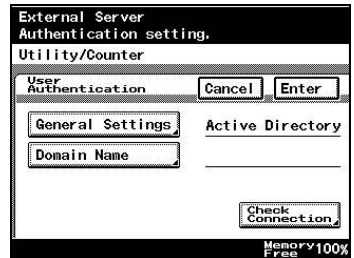 External Server
Authentication setting.
Utility/Counter
User
Authentication
Cancel
Enter
General Settings
Active Directory
Domain Name
Check
Connection
Memory
Free
100%